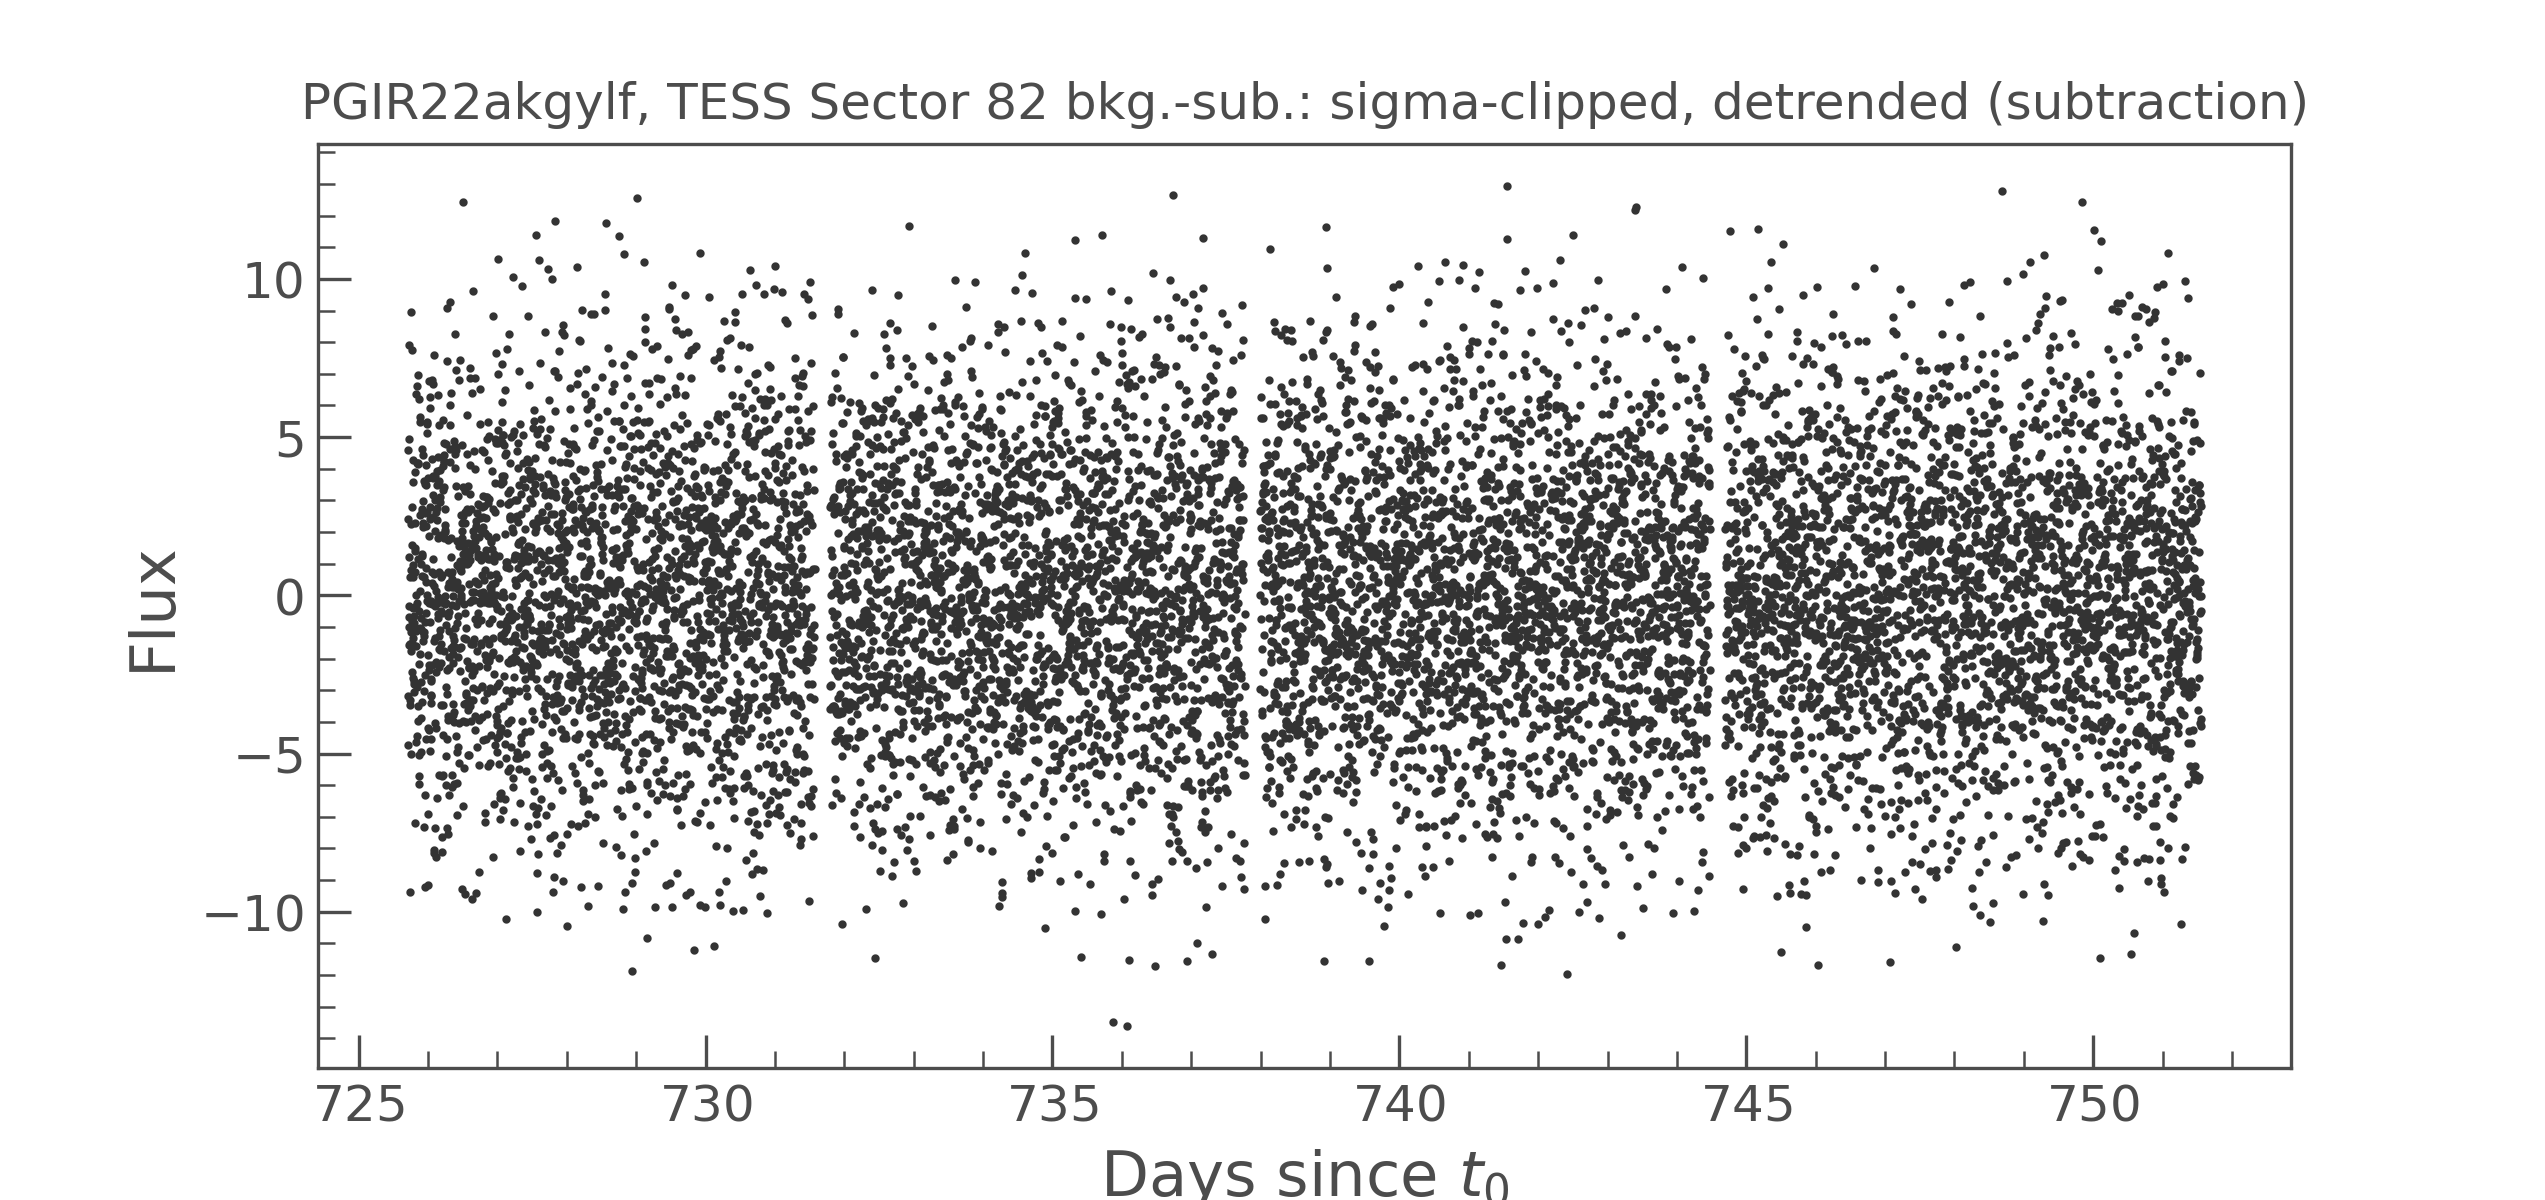 PGIR22akgylf, TESS Sector 82 bkg.-sub.: sigma-clipped, detrended (subtraction)
10
5
0
−5
−10
Flux
725 730 735 740 745 750
Days since t₀